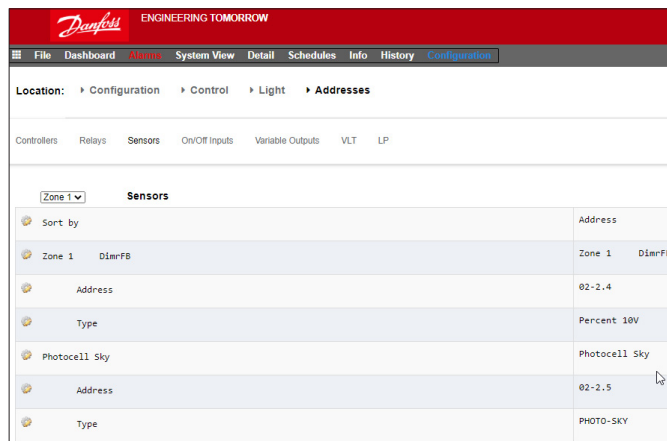 Danfoss ENGINEERING TOMORROW
File Dashboard Alarms System View Detail Schedules Info History Configuration
Location: Configuration Control Light Addresses
Controllers Relays Sensors On/Off Inputs Variable Outputs VLT LP
Zone 1 Sensors
Sort by Address
Zone 1 DimrFB Zone 1 DimrF
Address 02-2.4
Type Percent 10V
Photocell Sky Photocell Sky
Address 02-2.5
Type PHOTO-SKY